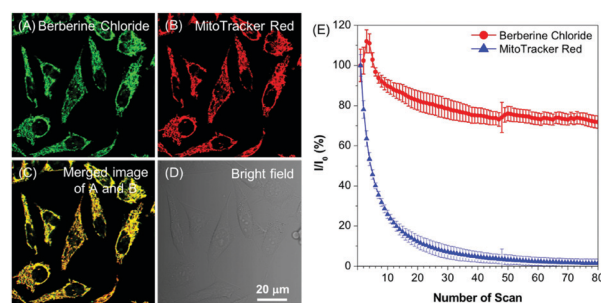 (A) Berberine Chloride
(B) MitoTracker Red
(C) Merged image
of A and B
(D) Bright field
20 μm
(E)
Berberine Chloride
MitoTracker Red
I/I0 (%)
120
100
80
60
40
20
0
10 20 30 40 50 60 70 80
Number of Scan